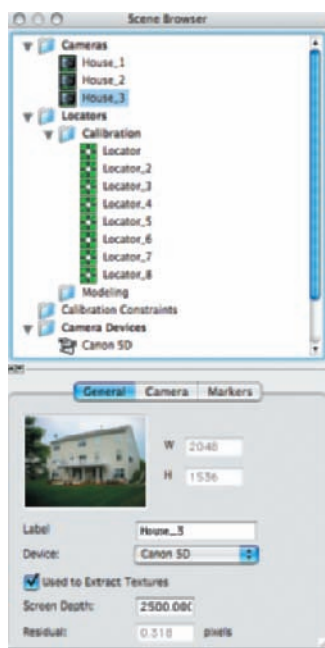 Scene Browser
Cameras
House_1
House_2
House_3
Locators
Calibration
Locator
Locator_2
Locator_3
Locator_4
Locator_5
Locator_6
Locator_7
Locator_8
Modeling
Calibration Constraints
Camera Devices
Canon SD
General Camera Markers
W 2048
H 1536
Label House_3
Device: Canon SD
Used to Extract Textures
Screen Depth: 2500.000
Residual: 0.318 pixels